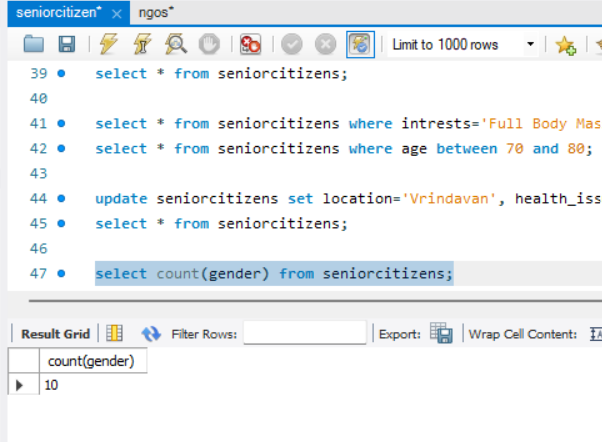 seniorcitizen* × ngos*
Limit to 1000 rows
39 select * from seniorcitizens;
40
41 select * from seniorcitizens where intrests='Full Body Mas
42 select * from seniorcitizens where age between 70 and 80;
43
44 update seniorcitizens set location='Vrindavan', health_iss
45 select * from seniorcitizens;
46
47 select count(gender) from seniorcitizens;
Result Grid Filter Rows: Export: Wrap Cell Content:
count(gender)
10